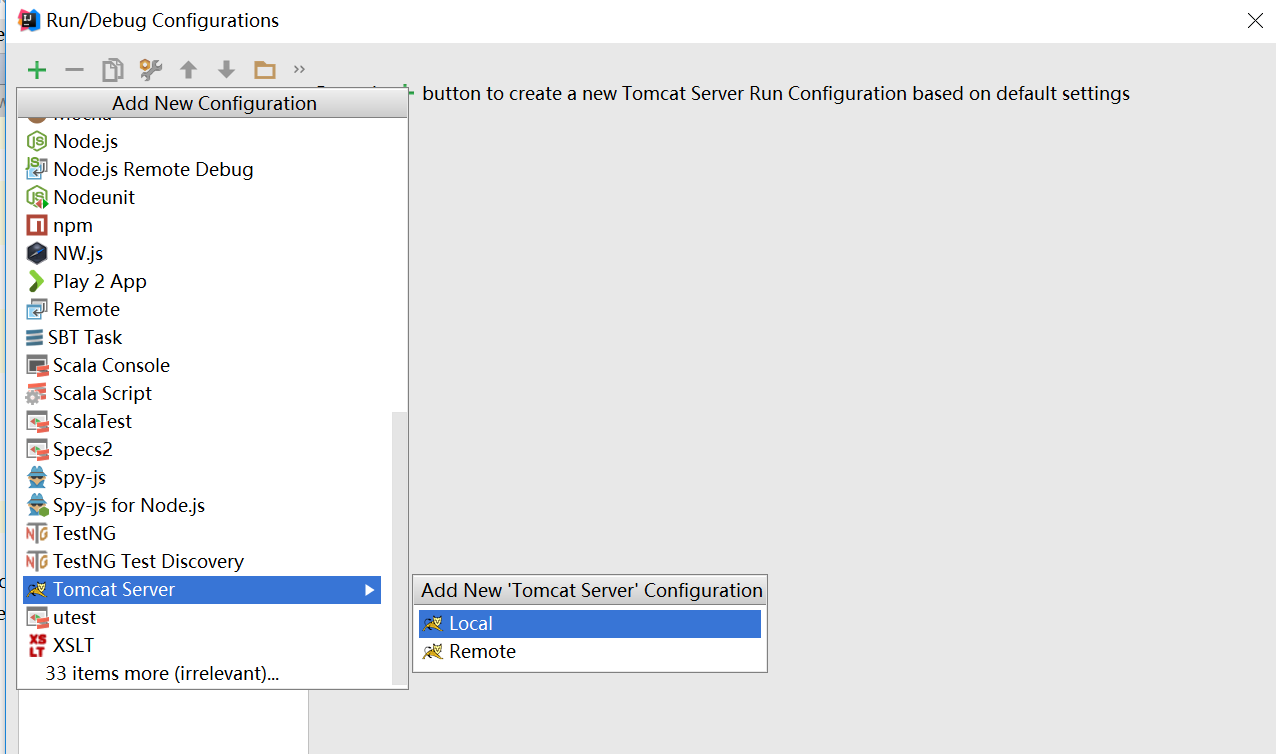 Run/Debug Configurations
button to create a new Tomcat Server Run Configuration based on default settings
Add New Configuration
Mocha
Node.js
Node.js Remote Debug
Nodeunit
npm
NW.js
Play 2 App
Remote
SBT Task
Scala Console
Scala Script
ScalaTest
Specs2
Spy-js
Spy-js for Node.js
TestNG
TestNG Test Discovery
Tomcat Server
utest
XSLT
33 items more (irrelevant)...
Add New 'Tomcat Server' Configuration
Local
Remote